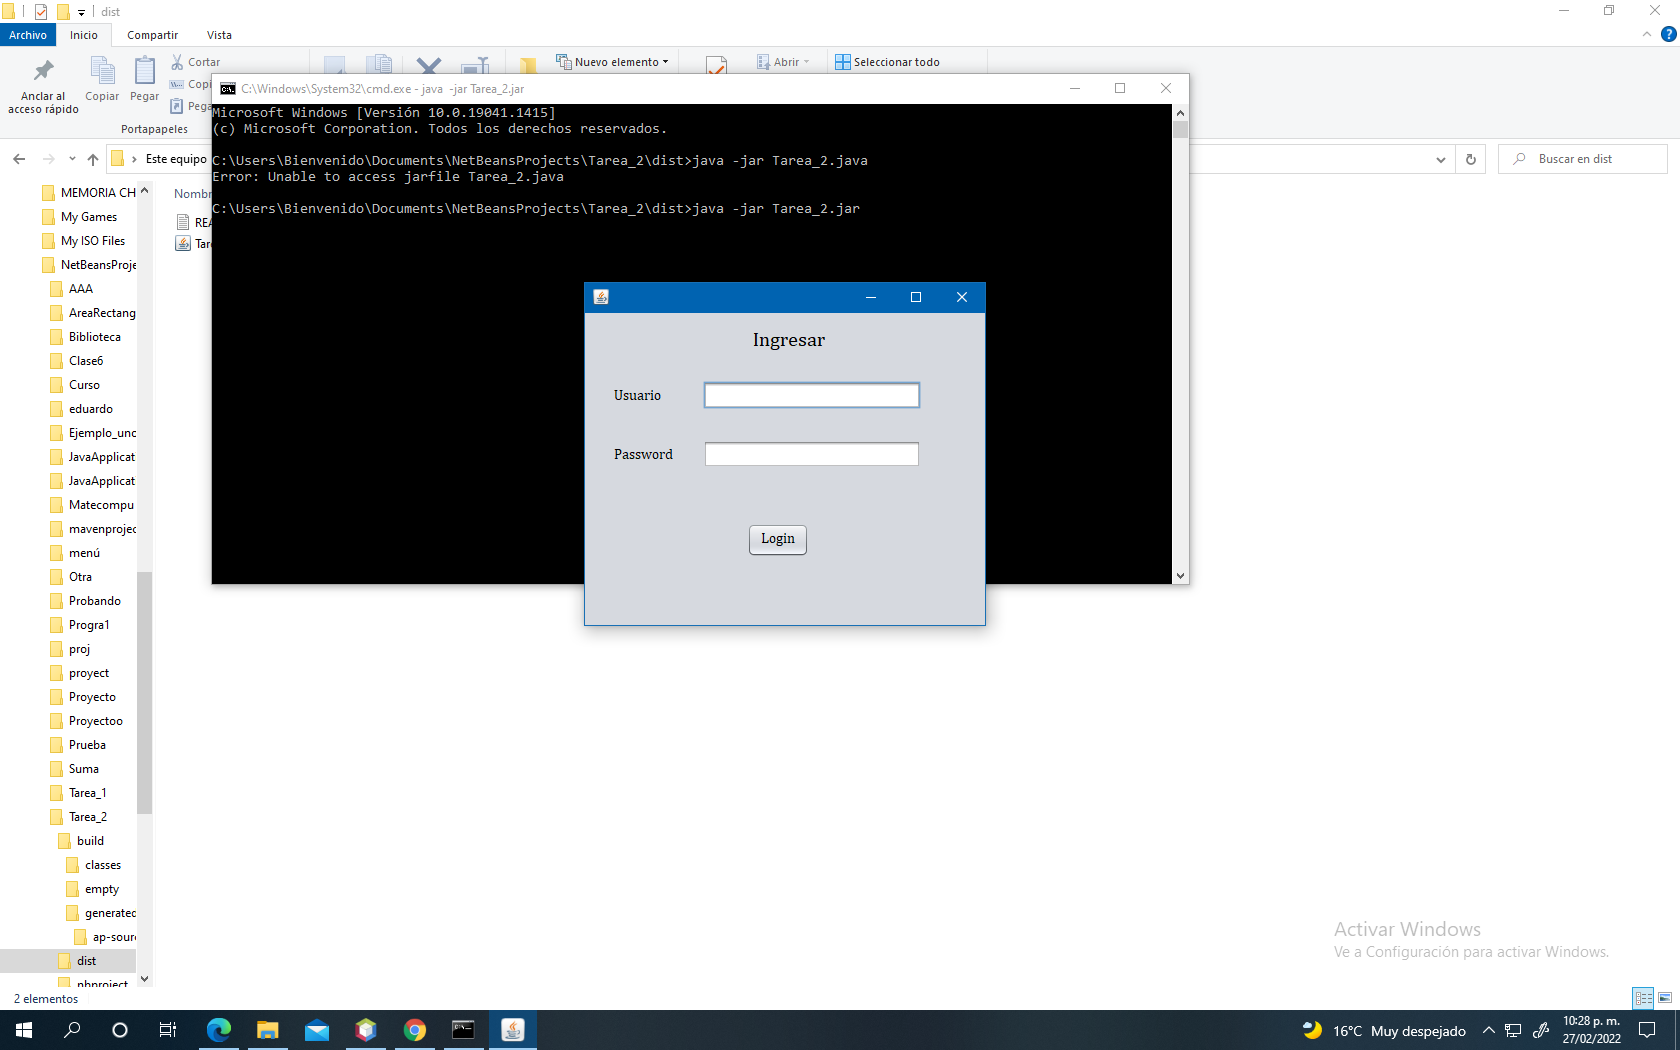 dist
Archivo Inicio Compartir Vista
Anclar al acceso rápido
Copiar
Pegar
Cortar
Nuevo elemento
Abrir
Seleccionar todo
Portapapeles
C:\Windows\System32\cmd.exe - java  -jar Tarea_2.jar
Microsoft Windows [Versión 10.0.19041.1415]
(c) Microsoft Corporation. Todos los derechos reservados.
C:\Users\Bienvenido\Documents\NetBeansProjects\Tarea_2\dist>java -jar Tarea_2.java
Error: Unable to access jarfile Tarea_2.java
C:\Users\Bienvenido\Documents\NetBeansProjects\Tarea_2\dist>java -jar Tarea_2.jar
Este equipo
Buscar en dist
MEMORIA CH
My Games
My ISO Files
NetBeansProje
AAA
AreaRectang
Biblioteca
Clase6
Curso
eduardo
Ejemplo_unc
JavaApplicat
JavaApplicat
Matecompu
mavenprojec
menú
Otra
Probando
Progra1
proj
proyect
Proyecto
Proyectoo
Prueba
Suma
Tarea_1
Tarea_2
build
classes
empty
generated
ap-sour
dist
nbproject
Nombr
REA
Tar
Ingresar
Usuario
Password
Login
Activar Windows
Ve a Configuración para activar Windows.
2 elementos
16°C Muy despejado
10:28 p. m.
27/02/2022